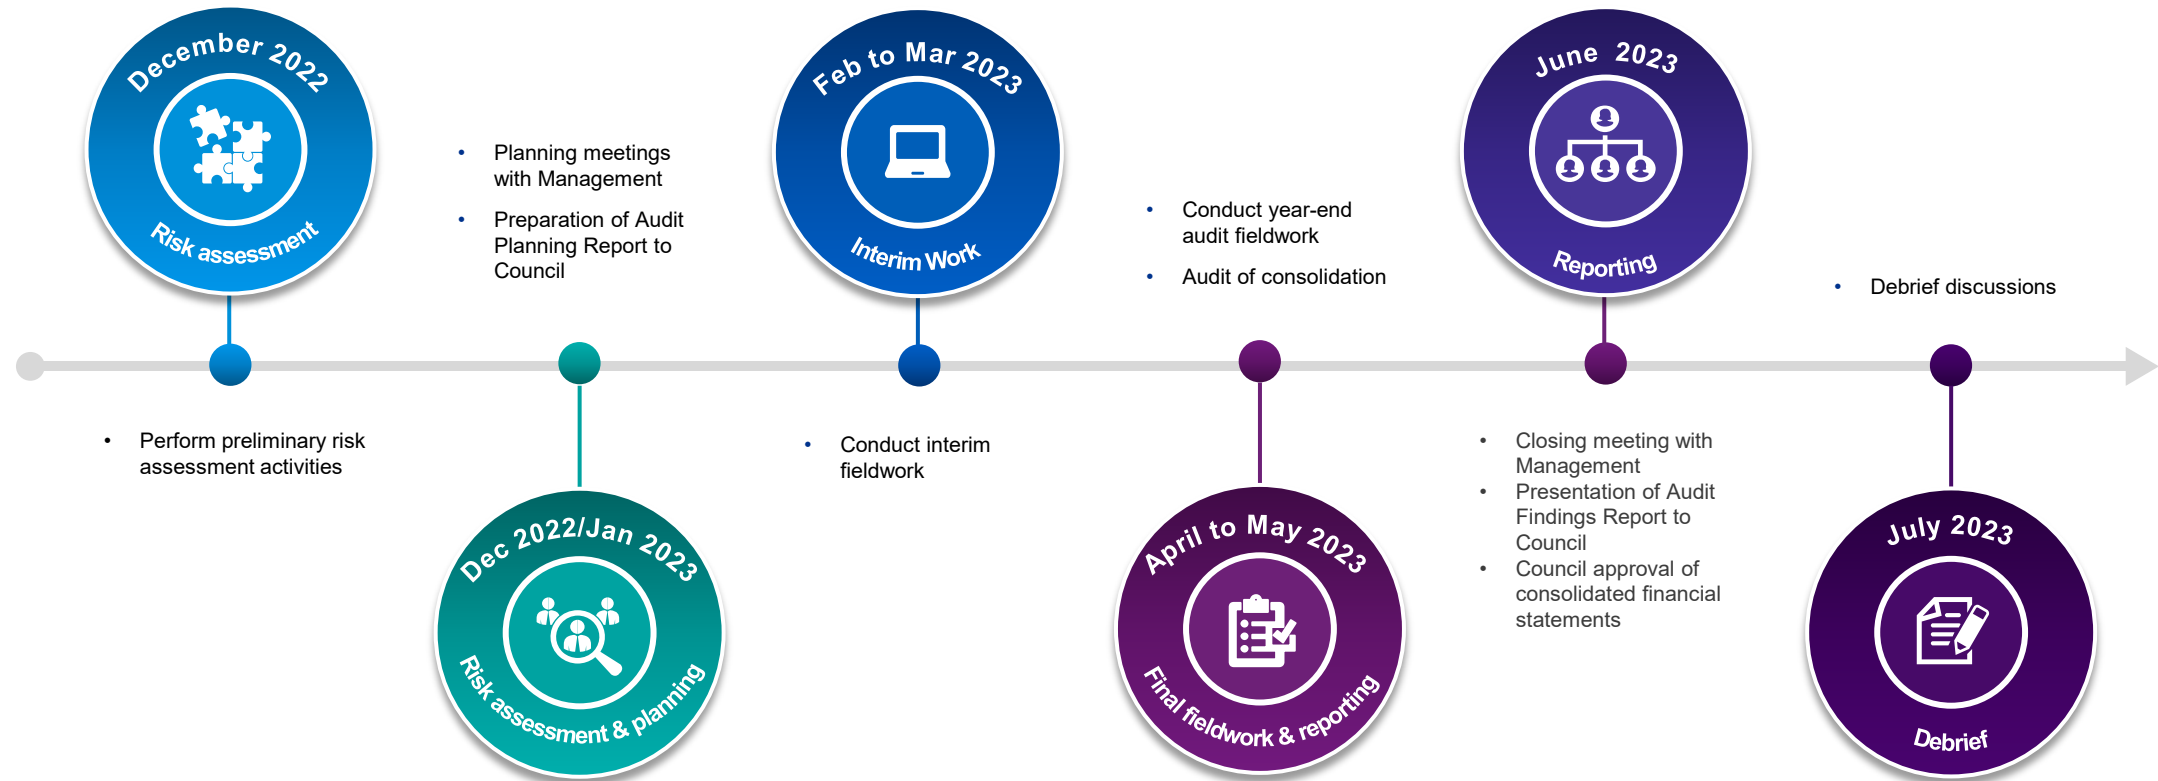 December 2022
Risk assessment
• Perform preliminary risk
assessment activities
• Planning meetings
with Management
• Preparation of Audit
Planning Report to
Council
Dec 2022/Jan 2023
Risk assessment & planning
Feb to Mar 2023
Interim Work
• Conduct interim
fieldwork
• Conduct year-end
audit fieldwork
• Audit of consolidation
April to May 2023
Final fieldwork & reporting
June 2023
Reporting
• Closing meeting with
Management
• Presentation of Audit
Findings Report to
Council
• Council approval of
consolidated financial
statements
• Debrief discussions
July 2023
Debrief